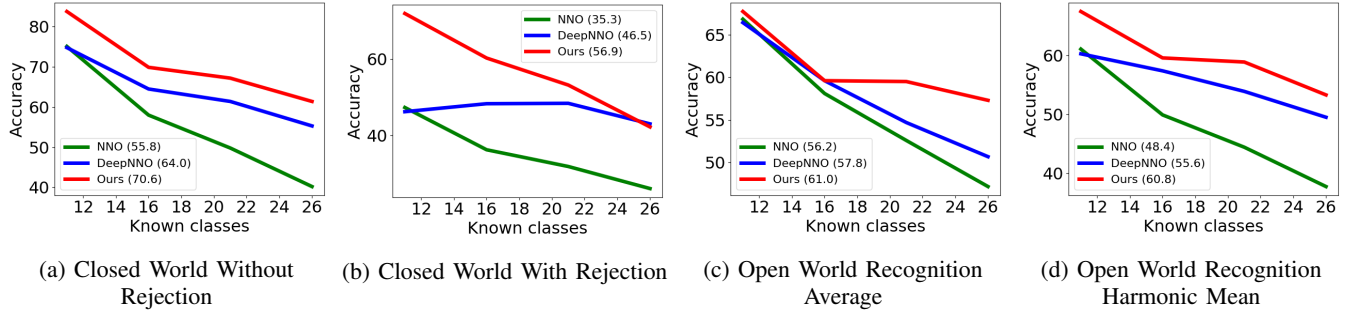 Accuracy
80
70
60
50
40
NNO (55.8)
DeepNNO (64.0)
Ours (70.6)
12 14 16 18 20 22 24 26
Known classes
(a) Closed World Without
Rejection
Accuracy
60
40
NNO (35.3)
DeepNNO (46.5)
Ours (56.9)
12 14 16 18 20 22 24 26
Known classes
(b) Closed World With Rejection
Accuracy
65
60
55
50
NNO (56.2)
DeepNNO (57.8)
Ours (61.0)
12 14 16 18 20 22 24 26
Known classes
(c) Open World Recognition
Average
Accuracy
60
50
40
NNO (48.4)
DeepNNO (55.6)
Ours (60.8)
12 14 16 18 20 22 24 26
Known classes
(d) Open World Recognition
Harmonic Mean